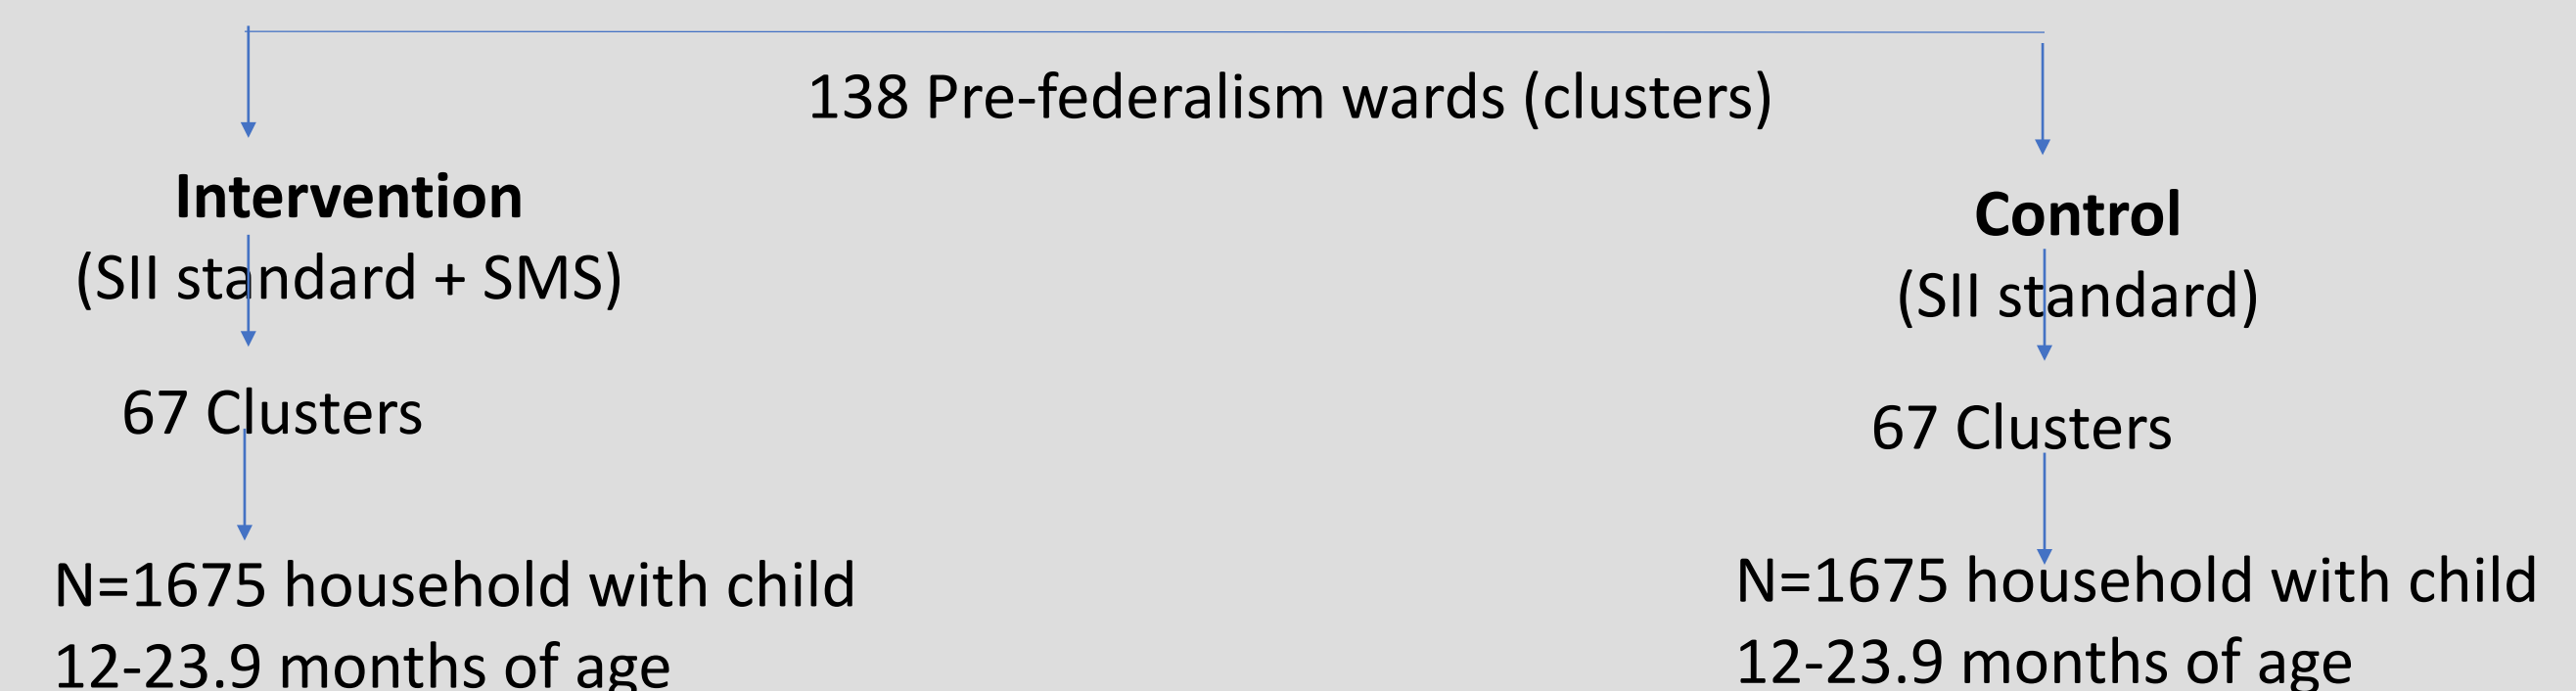 138 Pre-federalism wards (clusters)
Intervention
(SII standard + SMS)
67 Clusters
N=1675 household with child
12-23.9 months of age
Control
(SII standard)
67 Clusters
N=1675 household with child
12-23.9 months of age